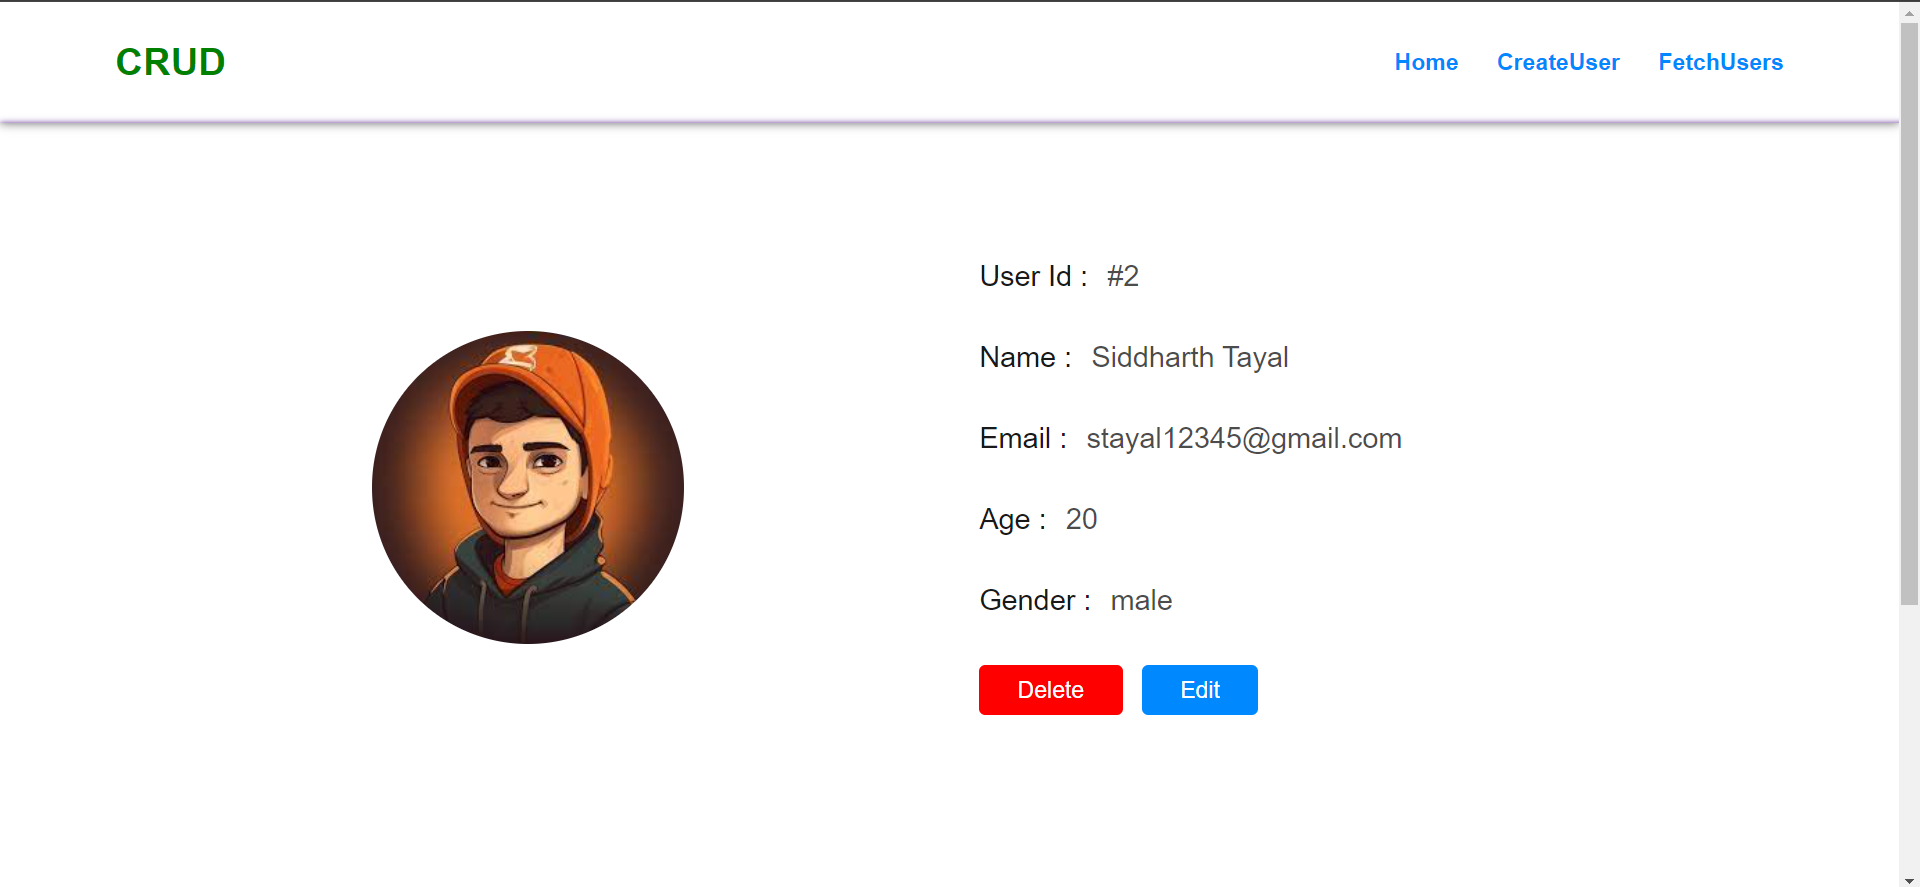 CRUD
Home CreateUser FetchUsers
User Id : #2
Name : Siddharth Tayal
Email : stayal12345@gmail.com
Age : 20
Gender : male
Delete Edit